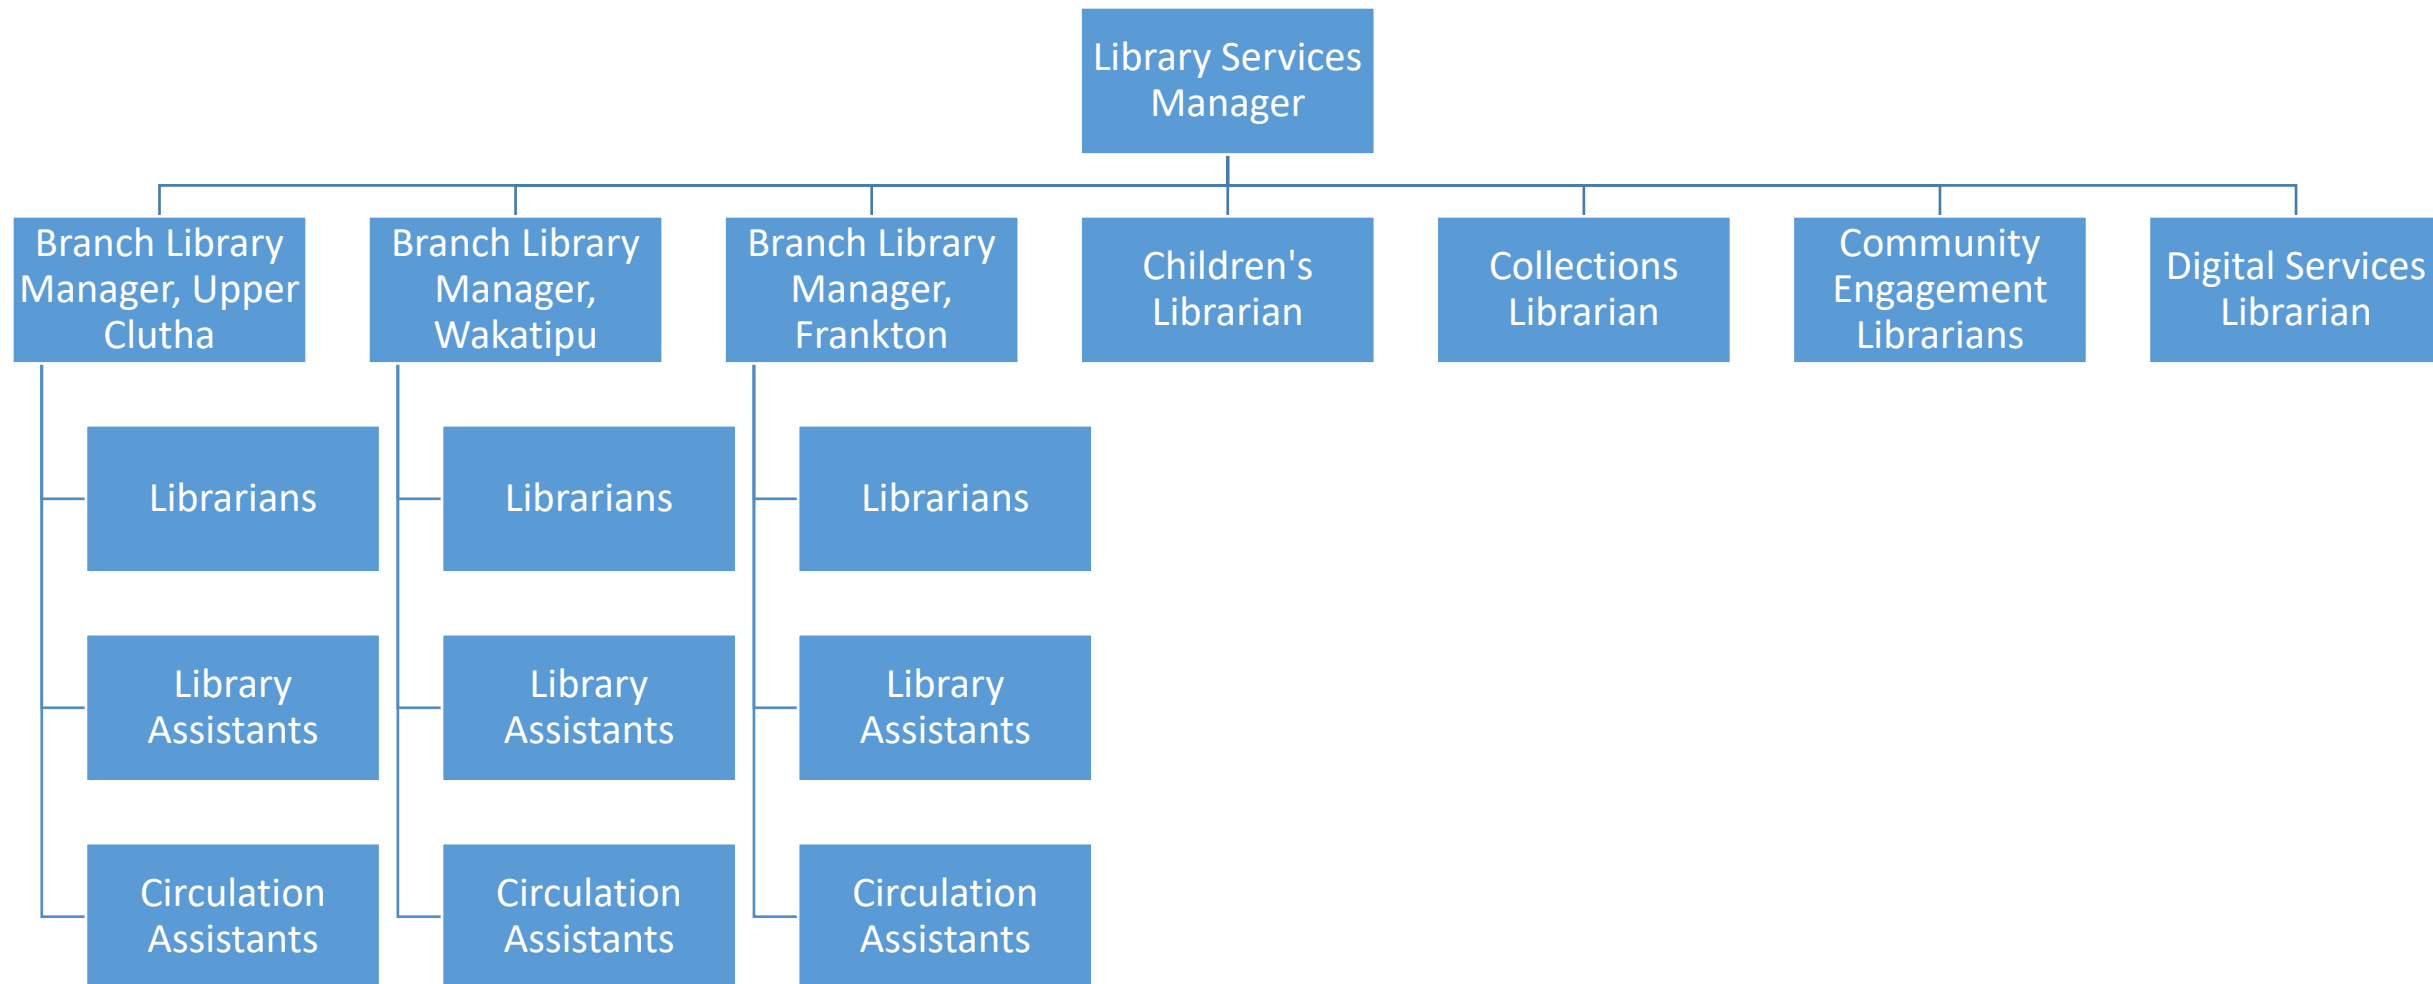 Library Services
Manager
Branch Library
Manager, Upper
Clutha
Branch Library
Manager,
Wakatipu
Branch Library
Manager,
Frankton
Children's
Librarian
Collections
Librarian
Community
Engagement
Librarians
Digital Services
Librarian
Librarians
Librarians
Librarians
Library
Assistants
Library
Assistants
Library
Assistants
Circulation
Assistants
Circulation
Assistants
Circulation
Assistants